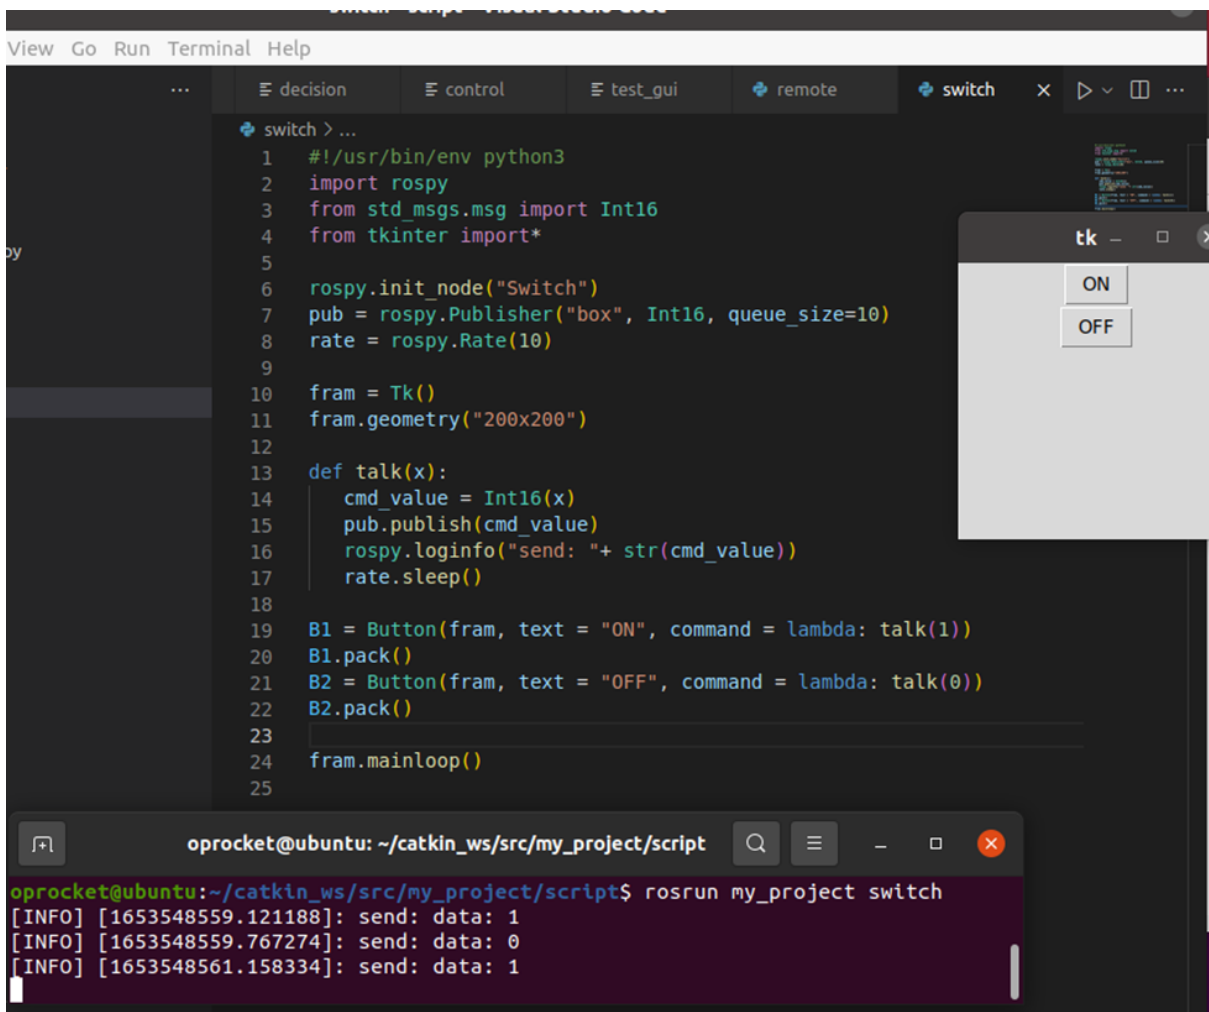 View Go Run Terminal Help
... decision control test_gui remote switch × ...
switch > ...
1 #!/usr/bin/env python3
2 import rospy
3 from std_msgs.msg import Int16
4 from tkinter import*
5
6 rospy.init_node("Switch")
7 pub = rospy.Publisher("box", Int16, queue_size=10)
8 rate = rospy.Rate(10)
9
10 fram = Tk()
11 fram.geometry("200x200")
12
13 def talk(x):
14 cmd_value = Int16(x)
15 pub.publish(cmd_value)
16 rospy.loginfo("send: "+ str(cmd_value))
17 rate.sleep()
18
19 B1 = Button(fram, text = "ON", command = lambda: talk(1))
20 B1.pack()
21 B2 = Button(fram, text = "OFF", command = lambda: talk(0))
22 B2.pack()
23
24 fram.mainloop()
25
tk
ON
OFF
oprocket@ubuntu: ~/catkin_ws/src/my_project/script
oprocket@ubuntu:~/catkin_ws/src/my_project/script$ rosrun my_project switch
[INFO] [1653548559.121188]: send: data: 1
[INFO] [1653548559.767274]: send: data: 0
[INFO] [1653548561.158334]: send: data: 1